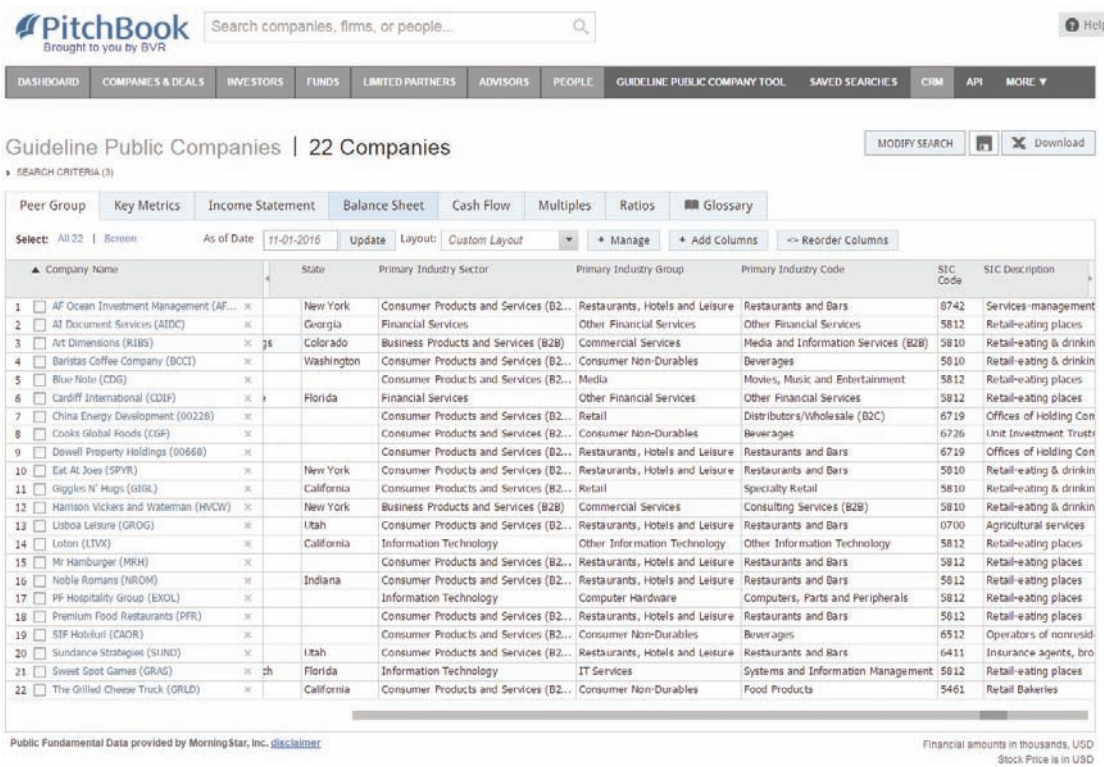 PitchBook
Brought to you by BVR
Search companies, firms, or people...
Help
DASHBOARD COMPANIES & DEALS INVESTORS FUNDS LIMITED PARTNERS ADVISORS PEOPLE GUIDELINE PUBLIC COMPANY TOOL SAVED SEARCHES CRM API MORE ▼
Guideline Public Companies | 22 Companies
MODIFY SEARCH Download
SEARCH CRITERIA (3)
Peer Group Key Metrics Income Statement Balance Sheet Cash Flow Multiples Ratios Glossary
Select: All 22 | Screen As of Date 11-01-2016 Update Layout: Custom Layout + Manage + Add Columns <> Reorder Columns
▲ Company Name State Primary Industry Sector Primary Industry Group Primary Industry Code SIC Code SIC Description
1 AF Ocean Investment Management (AF... × New York Consumer Products and Services (B2... Restaurants, Hotels and Leisure Restaurants and Bars 8742 Services-management
2 AI Document Services (AIDC) × Georgia Financial Services Other Financial Services Other Financial Services 5812 Retail-eating places
3 Art Dimensions (RIBS) × gs Colorado Business Products and Services (B2B) Commercial Services Media and Information Services (B2B) 5810 Retail-eating & drinkin
4 Baristas Coffee Company (BCCI) × Washington Consumer Products and Services (B2... Consumer Non-Durables Beverages 5810 Retail-eating & drinkin
5 Blue Note (CDG) × Consumer Products and Services (B2... Media Movies, Music and Entertainment 5812 Retail-eating places
6 Cardiff International (CDIF) × Florida Financial Services Other Financial Services Other Financial Services 5812 Retail-eating places
7 China Energy Development (00228) × Consumer Products and Services (B2... Retail Distributors/Wholesale (B2C) 6719 Offices of Holding Con
8 Cooks Global Foods (CGF) × Consumer Products and Services (B2... Consumer Non-Durables Beverages 6726 Unit Investment Trusts
9 Dowell Property Holdings (00668) × Consumer Products and Services (B2... Restaurants, Hotels and Leisure Restaurants and Bars 6719 Offices of Holding Con
10 Eat At Joes (SPYR) × New York Consumer Products and Services (B2... Restaurants, Hotels and Leisure Restaurants and Bars 5810 Retail-eating & drinkin
11 Giggles N' Hugs (GIGL) × California Consumer Products and Services (B2... Retail Specialty Retail 5810 Retail-eating & drinkin
12 Harrison Vickers and Waterman (HVCW) × New York Business Products and Services (B2B) Commercial Services Consulting Services (B2B) 5810 Retail-eating & drinkin
13 Lisboa Leisure (GROG) × Utah Consumer Products and Services (B2... Restaurants, Hotels and Leisure Restaurants and Bars 0700 Agricultural services
14 Loton (LIVX) × California Information Technology Other Information Technology Other Information Technology 5812 Retail-eating places
15 Mr Hamburger (MRH) × Consumer Products and Services (B2... Restaurants, Hotels and Leisure Restaurants and Bars 5812 Retail-eating places
16 Noble Romans (NROM) × Indiana Consumer Products and Services (B2... Restaurants, Hotels and Leisure Restaurants and Bars 5812 Retail-eating places
17 PF Hospitality Group (EXOL) × Information Technology Computer Hardware Computers, Parts and Peripherals 5812 Retail-eating places
18 Premium Food Restaurants (PFR) × Consumer Products and Services (B2... Restaurants, Hotels and Leisure Restaurants and Bars 5812 Retail-eating places
19 SIF Hoteluri (CAOR) × Consumer Products and Services (B2... Consumer Non-Durables Beverages 6512 Operators of nonresid
20 Sundance Strategies (SUND) × Utah Consumer Products and Services (B2... Restaurants, Hotels and Leisure Restaurants and Bars 6411 Insurance agents, bro
21 Sweet Spot Games (GRAS) × ch Florida Information Technology IT Services Systems and Information Management 5812 Retail-eating places
22 The Grilled Cheese Truck (GRLD) × California Consumer Products and Services (B2... Consumer Non-Durables Food Products 5461 Retail Bakeries
Public Fundamental Data provided by MorningStar, Inc. disclaimer
Financial amounts in thousands, USD
Stock Price is in USD